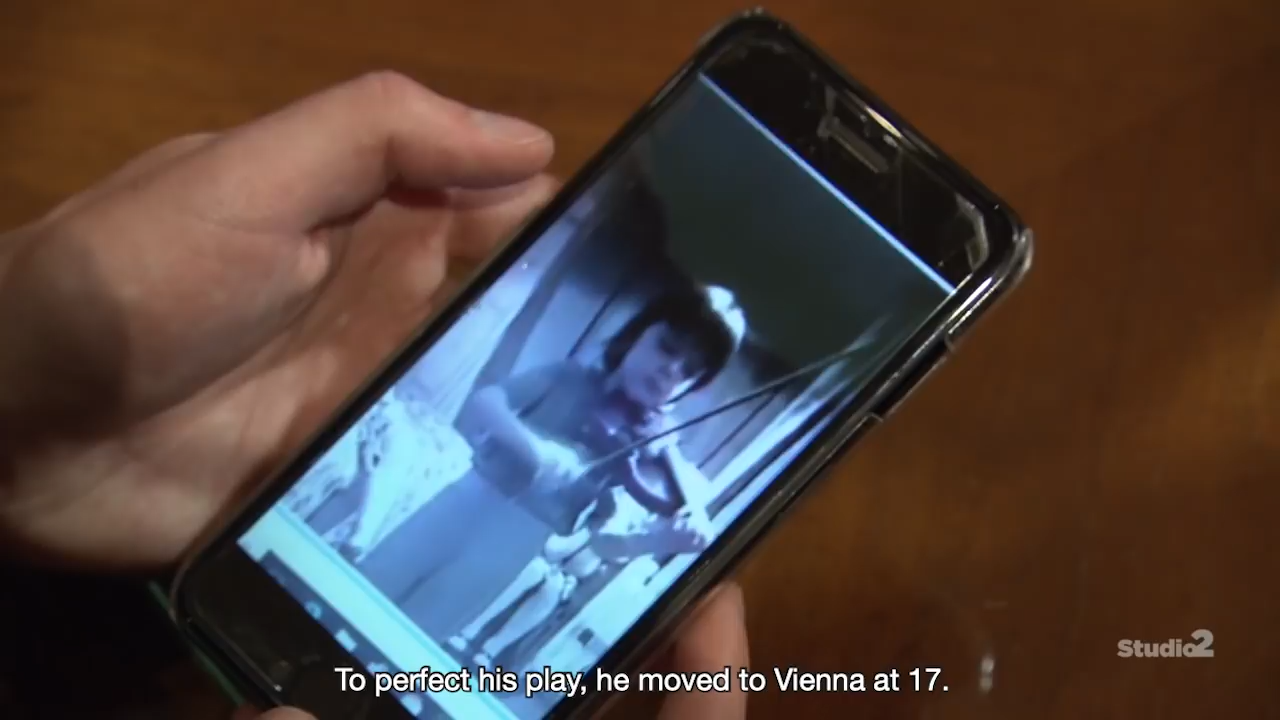 Studio2
To perfect his play, he moved to Vienna at 17.